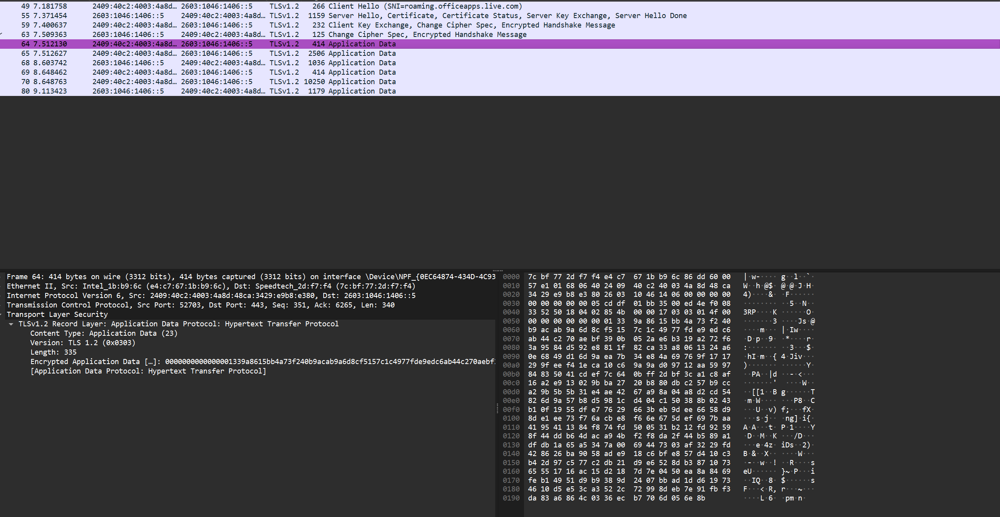 49 7.181758 2409:40c2:4003:4a8d… 2603:1046:1406::5 TLSv1.2 266 Client Hello (SNI=roaming.officeapps.live.com)
55 7.371454 2603:1046:1406::5 2409:40c2:4003:4a8d… TLSv1.2 1159 Server Hello, Certificate, Certificate Status, Server Key Exchange, Server Hello Done
59 7.400637 2409:40c2:4003:4a8d… 2603:1046:1406::5 TLSv1.2 232 Client Key Exchange, Change Cipher Spec, Encrypted Handshake Message
63 7.509363 2603:1046:1406::5 2409:40c2:4003:4a8d… TLSv1.2 125 Change Cipher Spec, Encrypted Handshake Message
64 7.512130 2409:40c2:4003:4a8d… 2603:1046:1406::5 TLSv1.2 414 Application Data
65 7.512627 2409:40c2:4003:4a8d… 2603:1046:1406::5 TLSv1.2 2506 Application Data
68 8.603742 2603:1046:1406::5 2409:40c2:4003:4a8d… TLSv1.2 1036 Application Data
69 8.648462 2409:40c2:4003:4a8d… 2603:1046:1406::5 TLSv1.2 414 Application Data
70 8.648763 2409:40c2:4003:4a8d… 2603:1046:1406::5 TLSv1.2 10250 Application Data
80 9.113423 2603:1046:1406::5 2409:40c2:4003:4a8d… TLSv1.2 1179 Application Data
Frame 64: 414 bytes on wire (3312 bits), 414 bytes captured (3312 bits) on interface \Device\NPF_{0EC64874-434D-4C93
Ethernet II, Src: Intel_1b:b9:6c (e4:c7:67:1b:b9:6c), Dst: Speedtech_2d:f7:f4 (7c:bf:77:2d:f7:f4)
Internet Protocol Version 6, Src: 2409:40c2:4003:4a8d:48ca:3429:e9b8:e380, Dst: 2603:1046:1406::5
Transmission Control Protocol, Src Port: 52703, Dst Port: 443, Seq: 351, Ack: 6265, Len: 340
Transport Layer Security
TLSv1.2 Record Layer: Application Data Protocol: Hypertext Transfer Protocol
Content Type: Application Data (23)
Version: TLS 1.2 (0x0303)
Length: 335
Encrypted Application Data […]: 0000000000000001339a8615bb4a73f240b9acab9a6d8cf5157c1c4977fde9edc6ab44c270aebf
[Application Data Protocol: Hypertext Transfer Protocol]
0000 7c bf 77 2d f7 f4 e4 c7 67 1b b9 6c 86 dd 60 00 |·w-···· g··l··`·
0010 57 e1 01 68 06 40 24 09 40 c2 40 03 4a 8d 48 ca W··h·@$· @·@·J·H·
0020 34 29 e9 b8 e3 80 26 03 10 46 14 06 00 00 00 00 4)····&· ·F······
0030 00 00 00 00 00 05 cd df 01 bb 35 00 ed 4e f0 08 ········ ··5··N··
0040 33 52 50 18 04 02 85 4b 00 00 17 03 03 01 4f 00 3RP····K ······O·
0050 00 00 00 00 00 00 01 33 9a 86 15 bb 4a 73 f2 40 ·······3 ····Js·@
0060 b9 ac ab 9a 6d 8c f5 15 7c 1c 49 77 fd e9 ed c6 ····m··· |·Iw····
0070 ab 44 c2 70 ae bf 39 0b 05 2a e6 b3 19 a2 72 f6 ·D·p··9· ·*····r·
0080 3a 95 84 d5 92 e8 81 1f 82 ca 33 a8 06 13 24 a6 :······· ··3···$·
0090 0e 68 49 d1 6d 9a ea 7b 34 e8 4a 69 76 9f 17 17 ·hI·m··{ 4·Jiv···
00a0 29 9f ee f4 1e ca 10 c6 9a 9a d0 97 12 aa 59 97 )······· ······Y·
00b0 84 83 50 41 cd ef 7c 64 0b ff 2d bf 3c a1 c8 af ··PA··|d ··-·<···
00c0 16 a2 e9 13 02 9b ba 27 20 b8 80 db c2 57 b9 cc ·······' ····W··
00d0 a2 9b 5b 5b 31 e4 ae 42 67 a9 8a 04 a8 d2 cd 54 ··[[1··B g······T
00e0 82 6d 9a 57 b8 d5 98 1c d4 04 c1 50 38 8b 02 43 ·m·W···· ···P8··C
00f0 b1 0f 19 55 df e7 76 29 66 3b eb 9d ee 66 58 d9 ···U··v) f;···fX·
0100 8d e1 ee 73 f7 6a cb e8 f6 6e 67 5d ef 69 7b aa ···s·j·· ·ng]·i{·
0110 41 95 41 13 84 f8 74 fd 50 05 31 b2 12 fd 92 59 A·A···t· P·1····Y
0120 8f 44 dd b6 4d ac a9 4b f2 f8 da 2f 44 b5 89 a1 ·D··M··K ···/D···
0130 df db 1a 65 a5 34 7a 00 69 44 73 03 af 32 29 fd ···e·4z· iDs··2)·
0140 42 86 26 ba 90 58 ad e9 18 c6 bf e8 57 d4 10 c3 B·&··X·· ····W···
0150 b4 2d 97 c5 77 c2 db 21 d9 e6 52 8d b3 87 10 73 ·-··w··! ··R····s
0160 65 55 17 16 ac 15 d2 18 7d 7e 04 50 ea 8a 84 69 eU······ }~·P···i
0170 fe b1 49 51 d9 b9 38 9d 24 07 bb ad 1d d6 19 73 ··IQ··8· $······s
0180 46 10 d5 e5 3c a3 52 2c 72 99 8d eb 7e 91 fb f3 F···<·R, r···~···
0190 da 83 a6 86 4c 03 36 ec b7 70 6d 05 6e 8b ····L·6· ·pm·n·